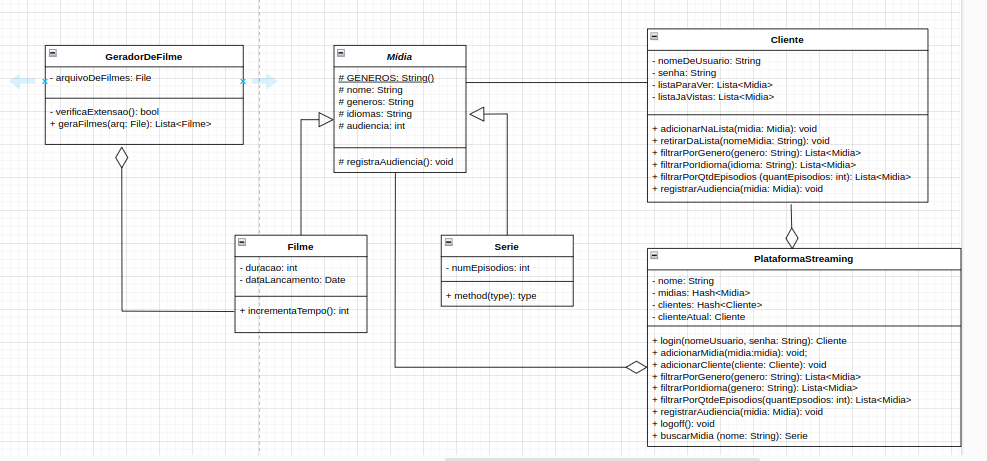 GeradorDeFilme
- arquivoDeFilmes: File
- verificaExtensao(): bool
+ geraFilmes(arq: File): Lista<Filme>
Mídia
# GENEROS: String()
# nome: String
# generos: String
# idiomas: String
# audiencia: int
# registraAudiencia(): void
Cliente
- nomeDeUsuario: String
- senha: String
- listaParaVer: Lista<Midia>
- listaJaVistas: Lista<Midia>
+ adicionarNaLista(midia: Midia): void
+ retirarDaLista(nomeMidia: String): void
+ filtrarPorGenero(genero: String): Lista<Midia>
+ filtrarPorIdioma(idioma: String): Lista<Midia>
+ filtrarPorQtdEpisodios (quantEpisodios: int): Lista<Midia>
+ registrarAudiencia(midia: Midia): void
Filme
- duracao: int
- dataLancamento: Date
+ incrementaTempo(): int
Serie
- numEpisodios: int
+ method(type): type
PlataformaStreaming
- nome: String
- midias: Hash<Midia>
- clientes: Hash<Cliente>
- clienteAtual: Cliente
+ login(nomeUsuario, senha: String): Cliente
+ adicionarMidia(midia:midia): void;
+ adicionarCliente(cliente: Cliente): void
+ filtrarPorGenero(genero: String): Lista<Midia>
+ filtrarPorIdioma(genero: String): Lista<Midia>
+ filtrarPorQtdeEpisodios(quantEpsodios: int): Lista<Midia>
+ registrarAudiencia(midia: Midia): void
+ logoff(): void
+ buscarMidia (nome: String): Serie